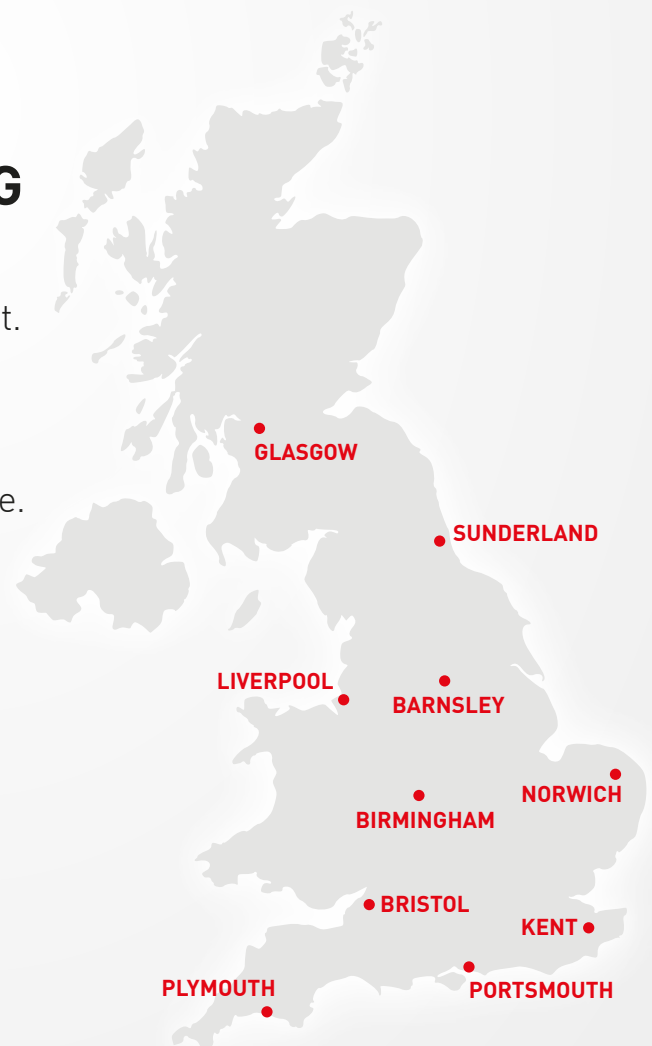 G
t.
GLASGOW
e.
SUNDERLAND
LIVERPOOL
BARNSLEY
NORWICH
BIRMINGHAM
BRISTOL
KENT
PLYMOUTH
PORTSMOUTH